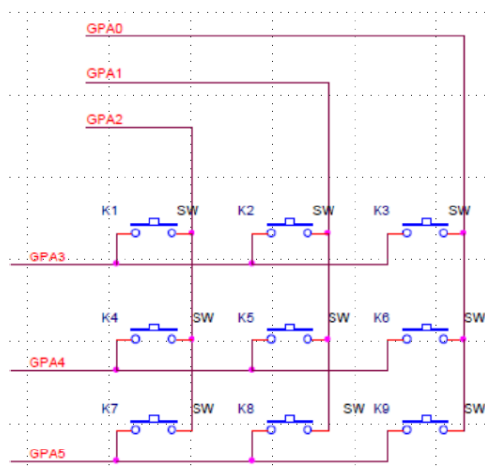 GPA0
GPA1
GPA2
K1 SW K2 SW K3 SW
GPA3
K4 SW K5 SW K6 SW
GPA4
K7 SW K8 SW K9 SW
GPA5